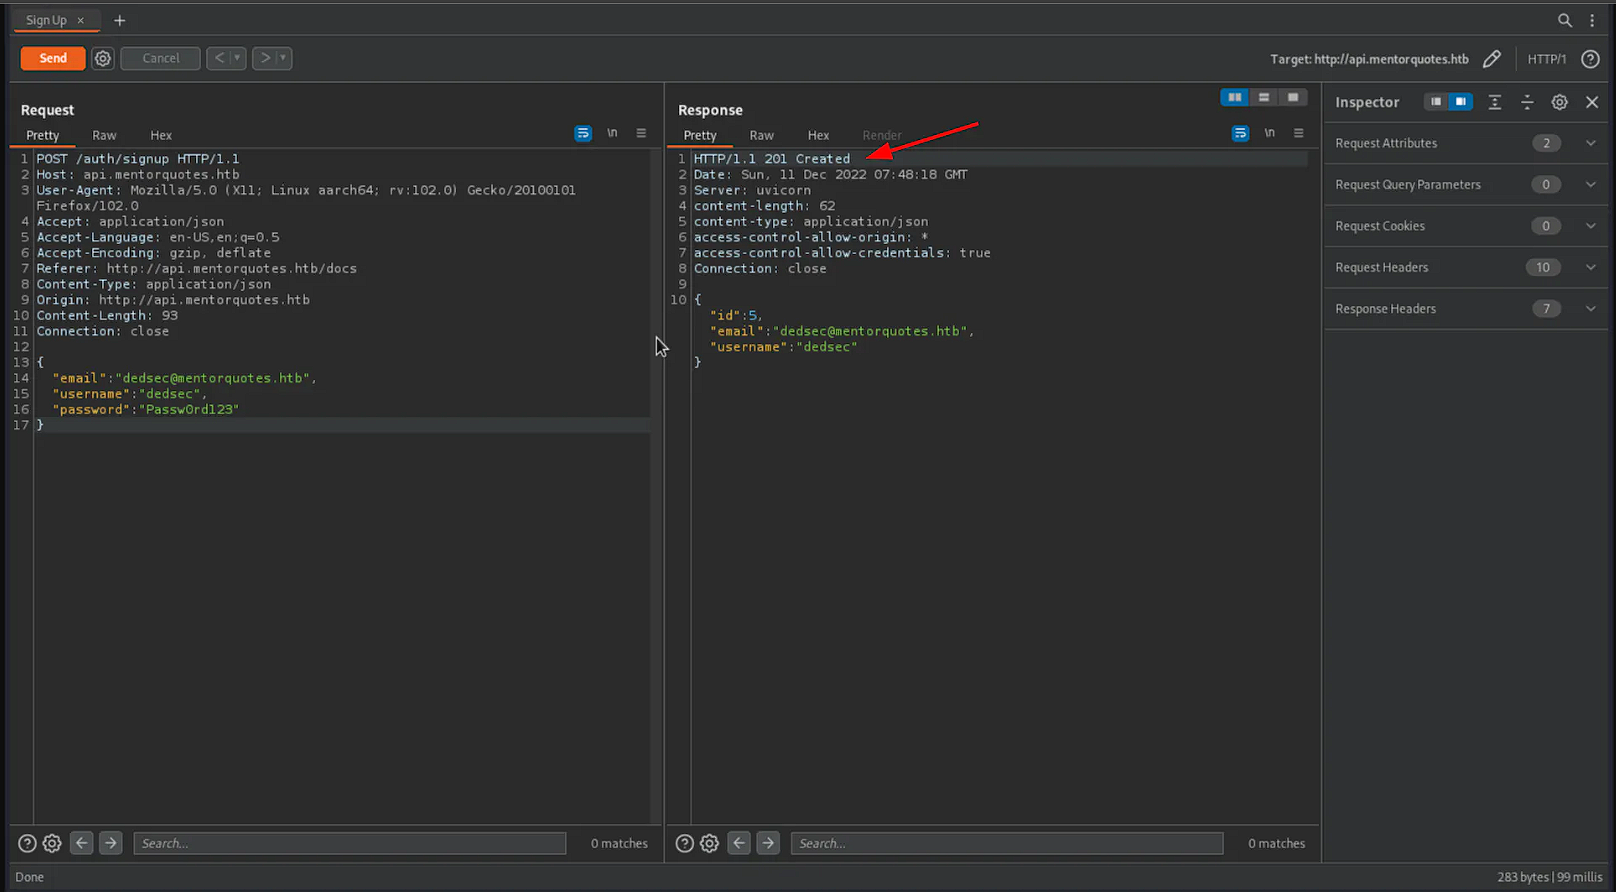 Sign Up × +
Send Cancel < > Target: http://api.mentorquotes.htb HTTP/1 ?
Request
Pretty Raw Hex \n
1 POST /auth/signup HTTP/1.1
2 Host: api.mentorquotes.htb
3 User-Agent: Mozilla/5.0 (X11; Linux aarch64; rv:102.0) Gecko/20100101
Firefox/102.0
4 Accept: application/json
5 Accept-Language: en-US,en;q=0.5
6 Accept-Encoding: gzip, deflate
7 Referer: http://api.mentorquotes.htb/docs
8 Content-Type: application/json
9 Origin: http://api.mentorquotes.htb
10 Content-Length: 93
11 Connection: close
12
13 {
14 "email":"dedsec@mentorquotes.htb",
15 "username":"dedsec",
16 "password":"Passw0rd123"
17 }
? Search... 0 matches
Response
Pretty Raw Hex Render \n
1 HTTP/1.1 201 Created
2 Date: Sun, 11 Dec 2022 07:48:18 GMT
3 Server: uvicorn
4 content-length: 62
5 content-type: application/json
6 access-control-allow-origin: *
7 access-control-allow-credentials: true
8 Connection: close
9
10 {
"id":5,
"email":"dedsec@mentorquotes.htb",
"username":"dedsec"
}
? Search... 0 matches
Inspector
Request Attributes 2
Request Query Parameters 0
Request Cookies 0
Request Headers 10
Response Headers 7
Done 283 bytes | 99 millis